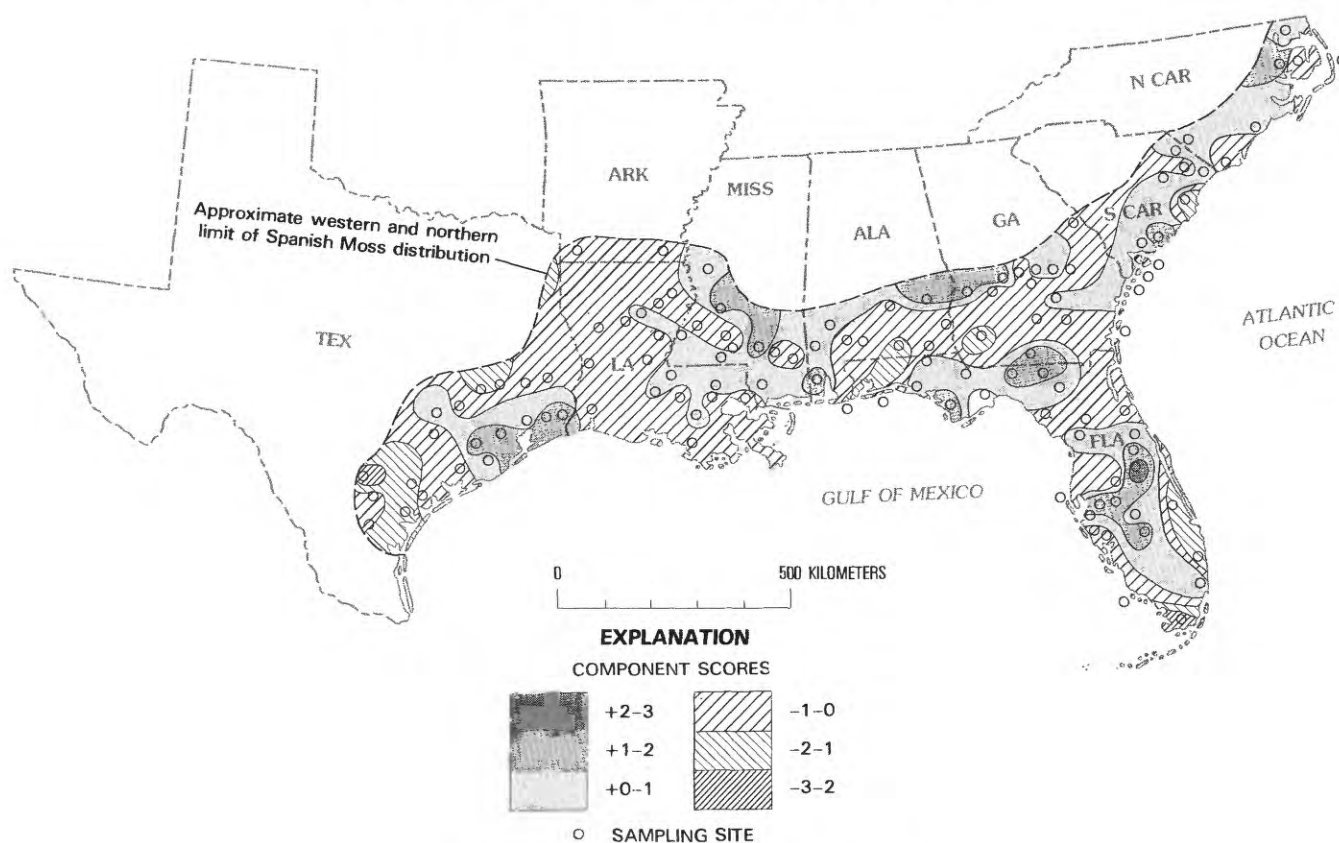 N CAR
ARK
MISS
S CAR
GA
ALA
Approximate western and northern
limit of Spanish Moss distribution
ATLANTIC
OCEAN
TEX
LA
FLA
GULF OF MEXICO
0 500 KILOMETERS
EXPLANATION
COMPONENT SCORES
+2-3 -1-0
+1-2 -2-1
+0-1 -3-2
○ SAMPLING SITE